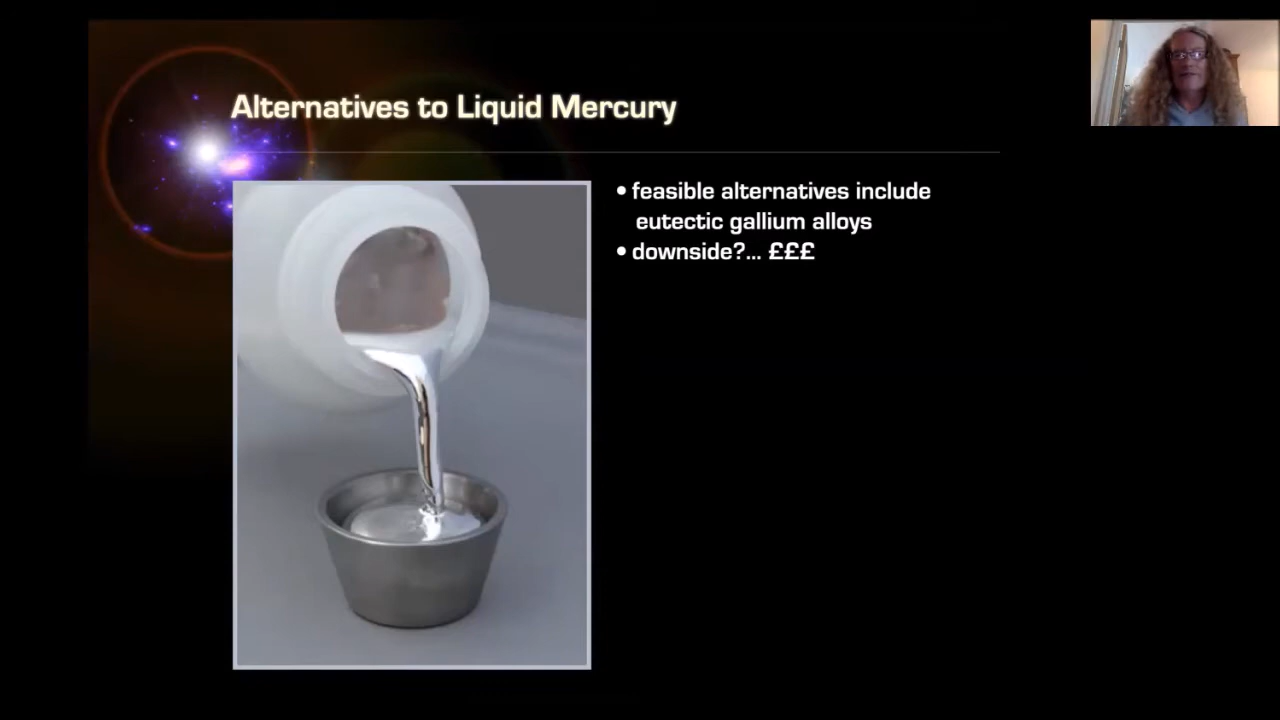 Alternatives to Liquid Mercury
• feasible alternatives include
eutectic gallium alloys
• downside?... £££